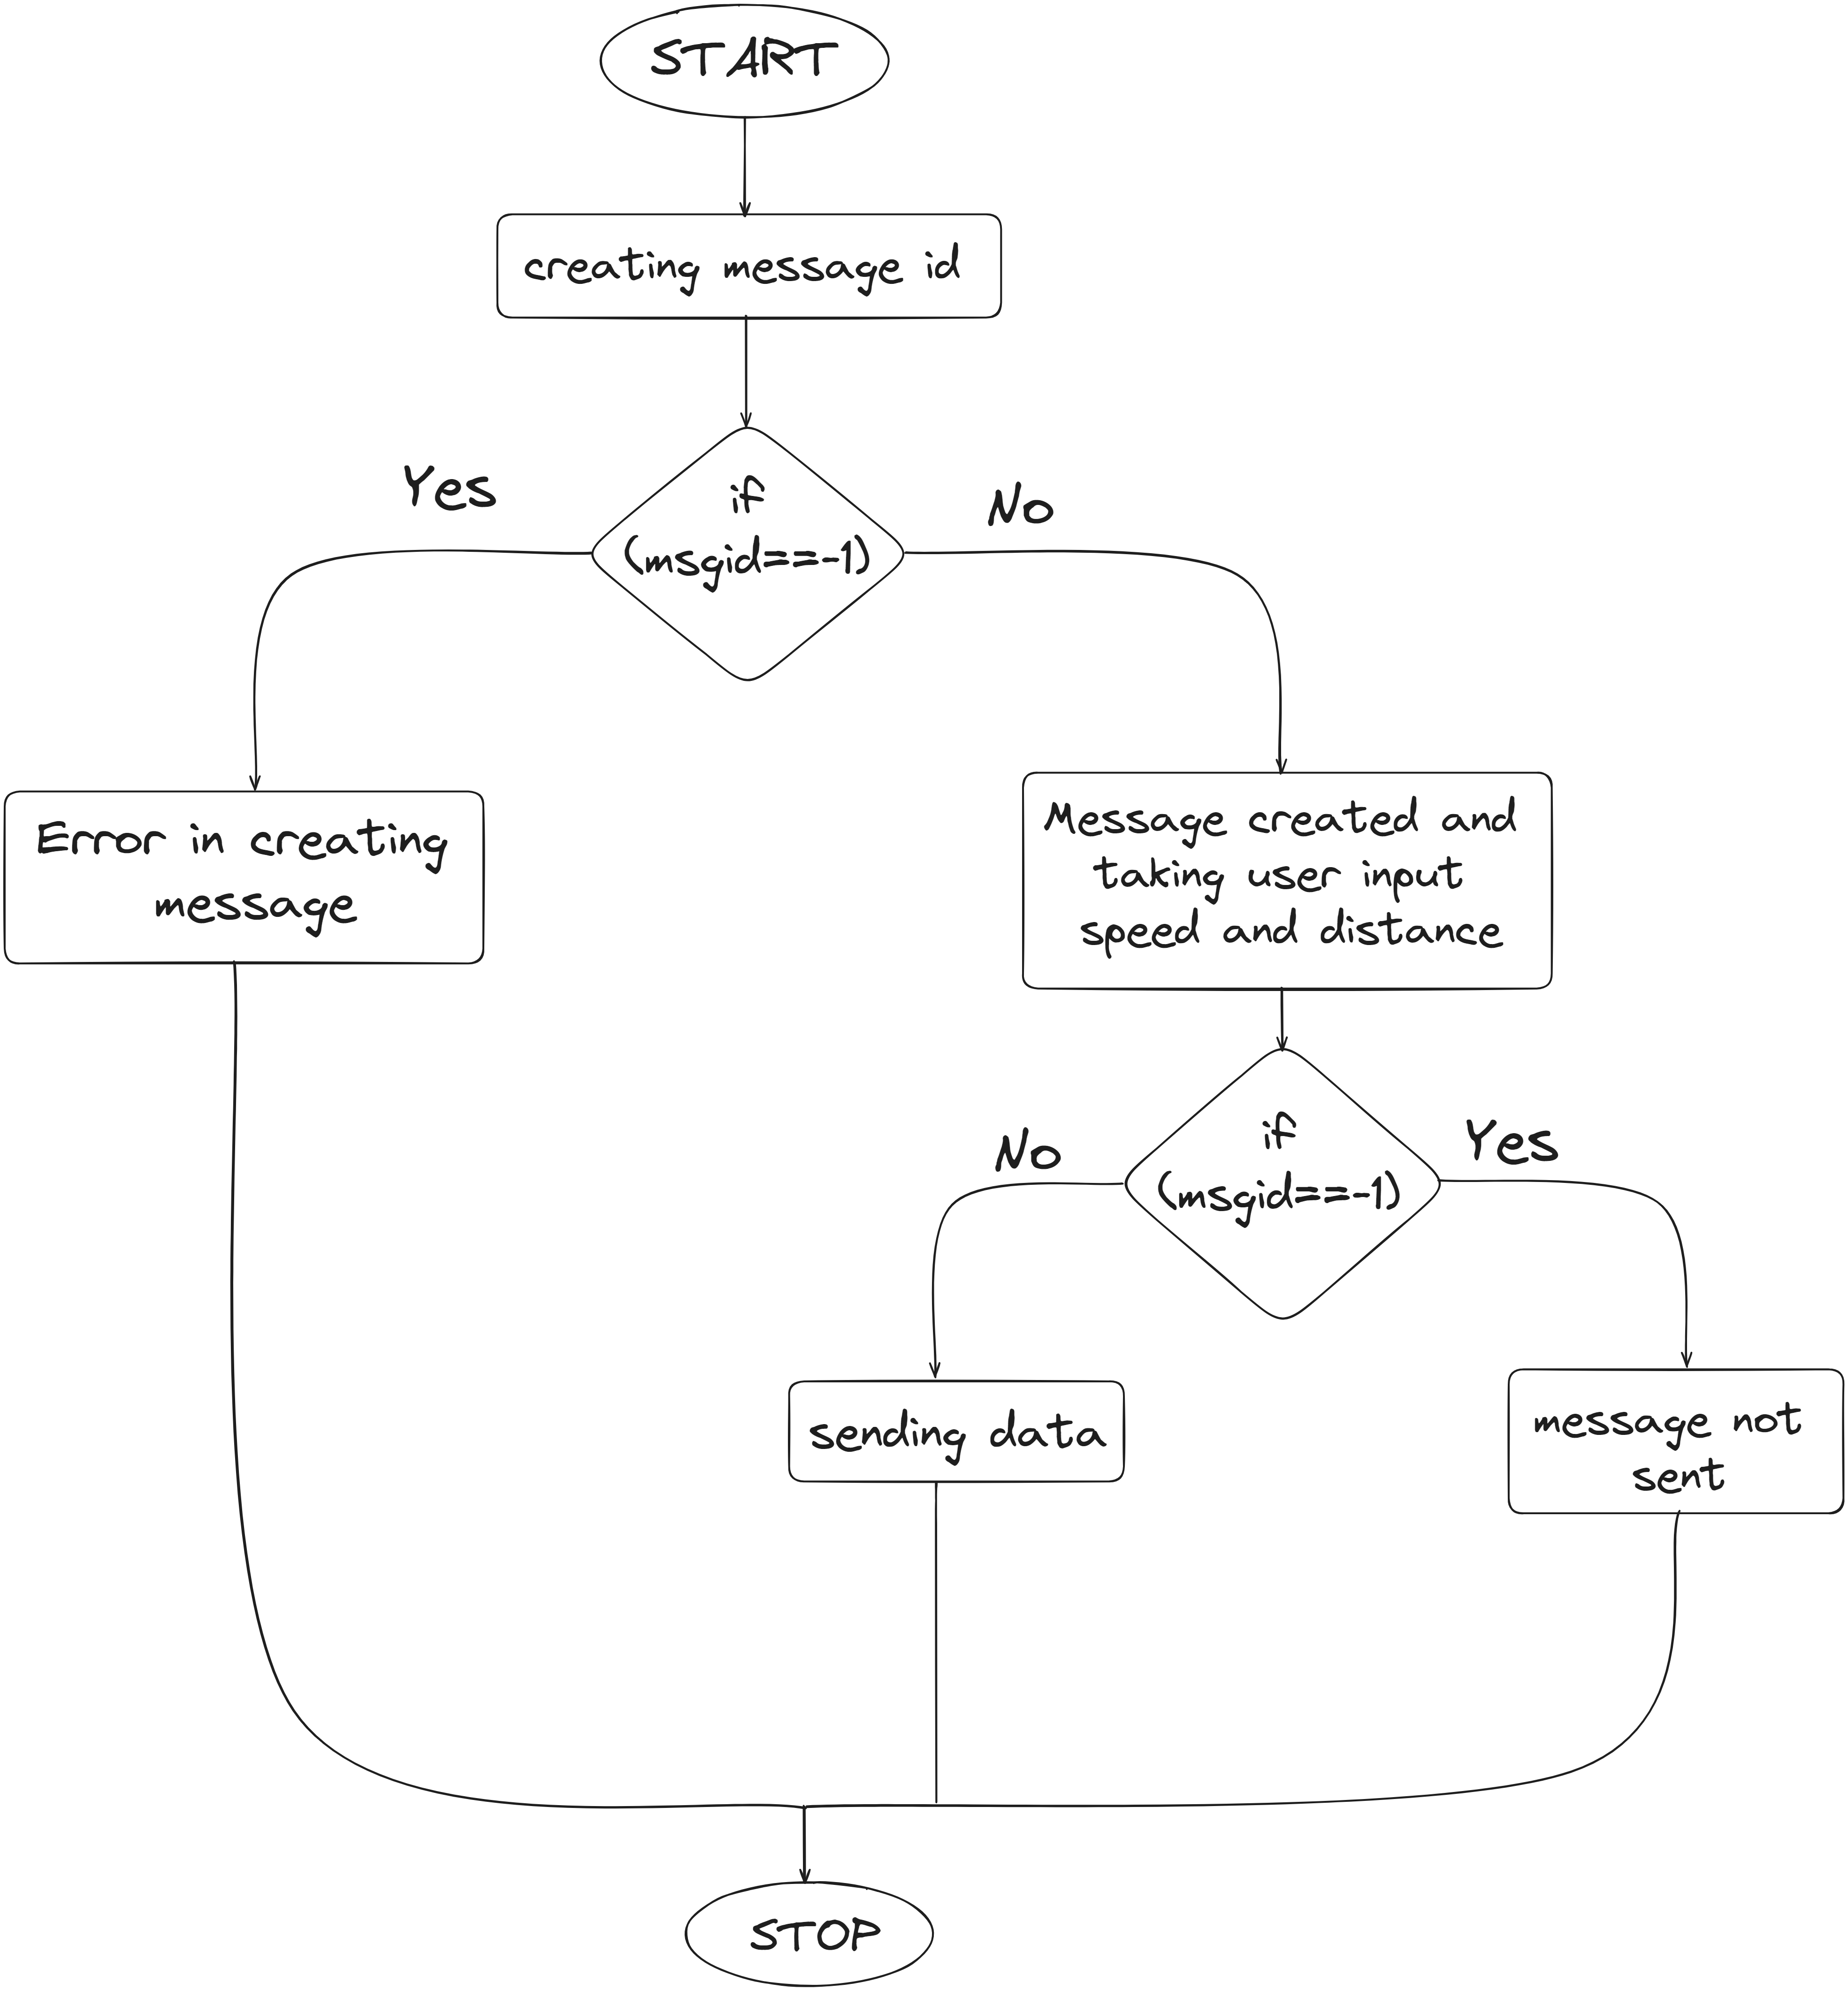 START
creating message id
Yes
No
if
(msgid==-1)
Error in creating
message
Message created and
taking user input
speed and distance
No
Yes
if
(msgid==-1)
sending data
message not
sent
STOP